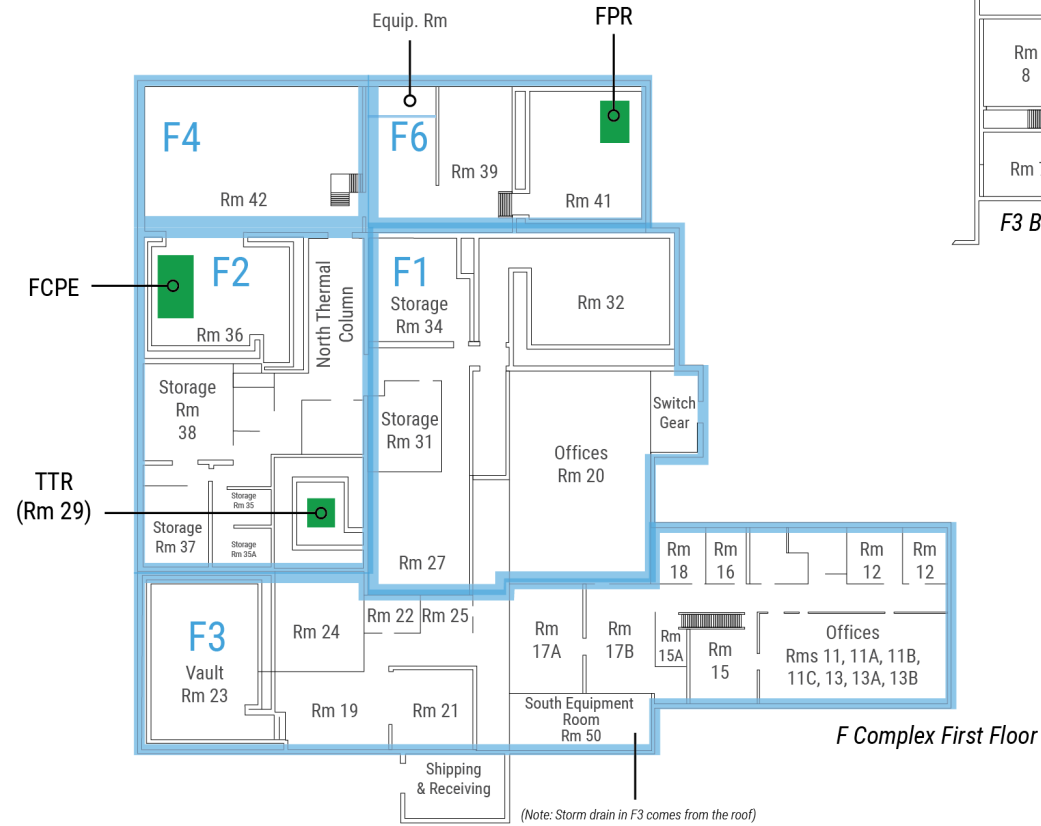 Equip. Rm
FPR
Rm
8
Rm
F3 B
F4
F6
Rm 39
Rm 42
Rm 41
FCPE
F2
Rm 36
North Thermal
Column
F1
Storage
Rm 34
Rm 32
Storage
Rm
38
Storage
Rm 31
Switch
Gear
Offices
Rm 20
TTR
(Rm 29)
Storage
Rm 35
Storage
Rm 37
Storage
Rm 35A
Rm 27
Rm
18
Rm
16
Rm
12
Rm
12
F3
Vault
Rm 23
Rm 24
Rm 22
Rm 25
Rm
17A
Rm
17B
Rm
15A
Rm
15
Offices
Rms 11, 11A, 11B,
11C, 13, 13A, 13B
Rm 19
Rm 21
South Equipment
Room
Rm 50
F Complex First Floor
Shipping
& Receiving
(Note: Storm drain in F3 comes from the roof)